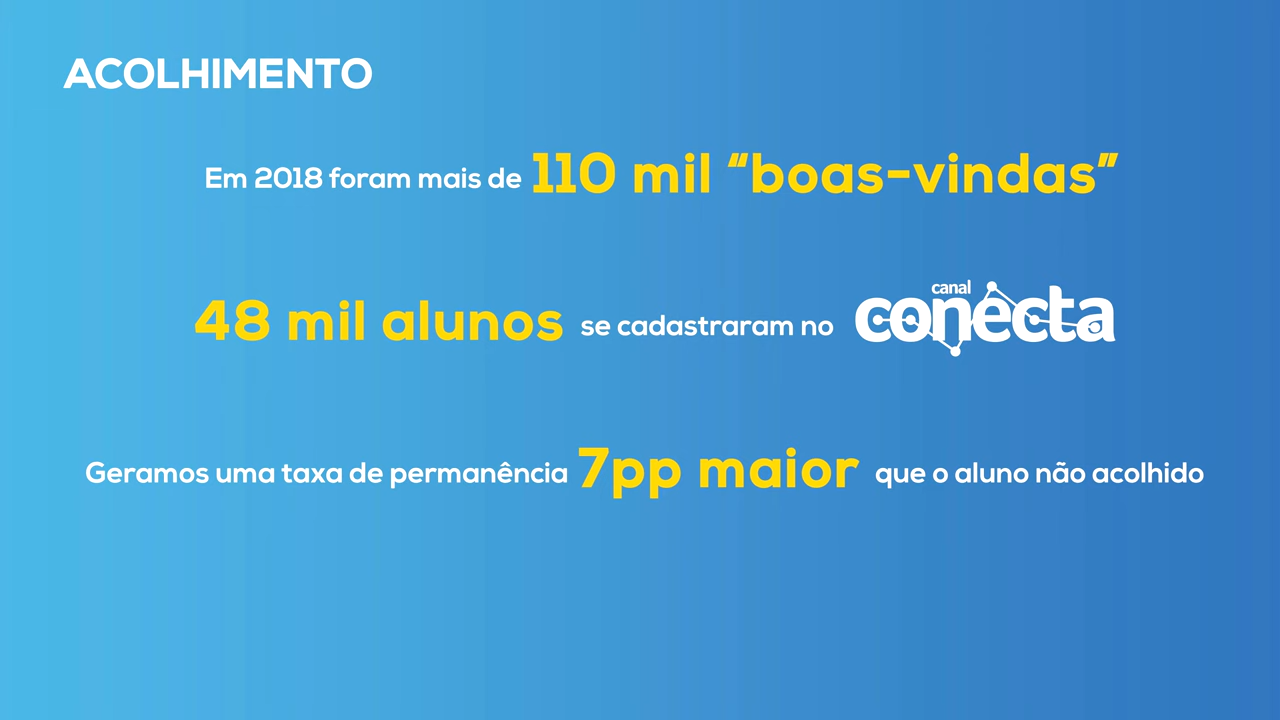 ACOLHIMENTO
Em 2018 foram mais de 110 mil “boas-vindas”
48 mil alunos se cadastraram no canal conecta
Geramos uma taxa de permanência 7pp maior que o aluno não acolhido